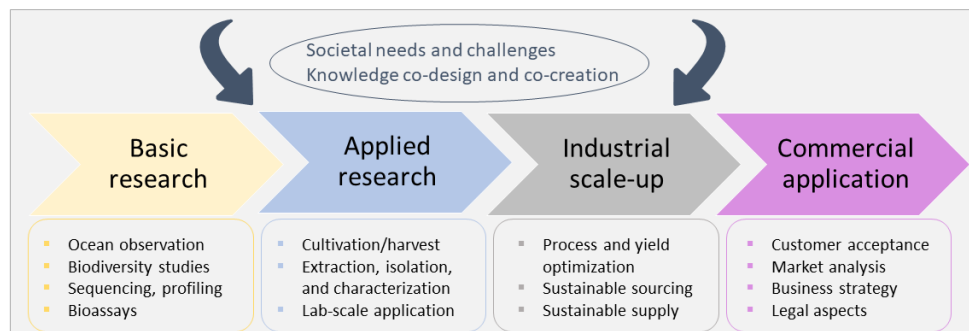 Societal needs and challenges
Knowledge co-design and co-creation
Basic
research
Applied
research
Industrial
scale-up
Commercial
application
Ocean observation
Biodiversity studies
Sequencing, profiling
Bioassays
Cultivation/harvest
Extraction, isolation,
and characterization
Lab-scale application
Process and yield
optimization
Sustainable sourcing
Sustainable supply
Customer acceptance
Market analysis
Business strategy
Legal aspects